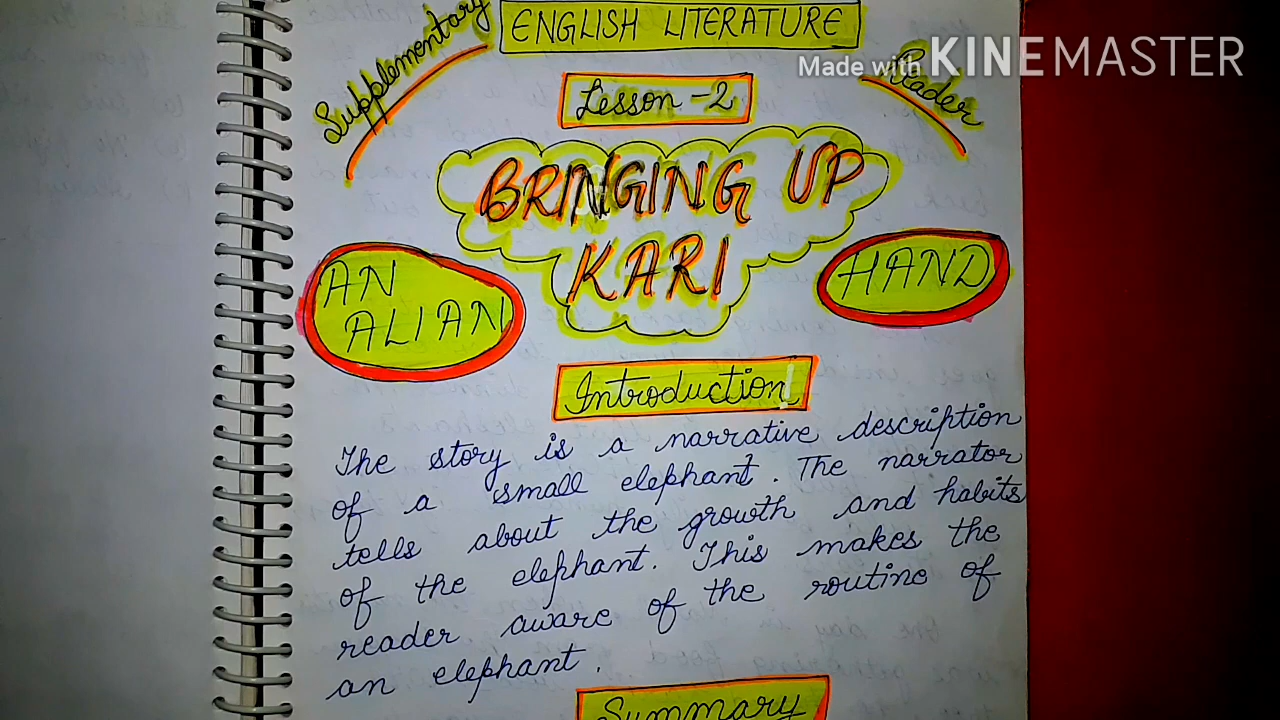 ENGLISH LITERATURE
Supplementary
Reader
Made with KINEMASTER
Lesson - 2
BRINGING UP
KARI
AN
ALIAN
HAND
Introduction
The story is a narrative description
of a small elephant. The narrator
tells about the growth and habits
of the elephant. This makes the
reader aware of the routine of
an elephant.
Summary